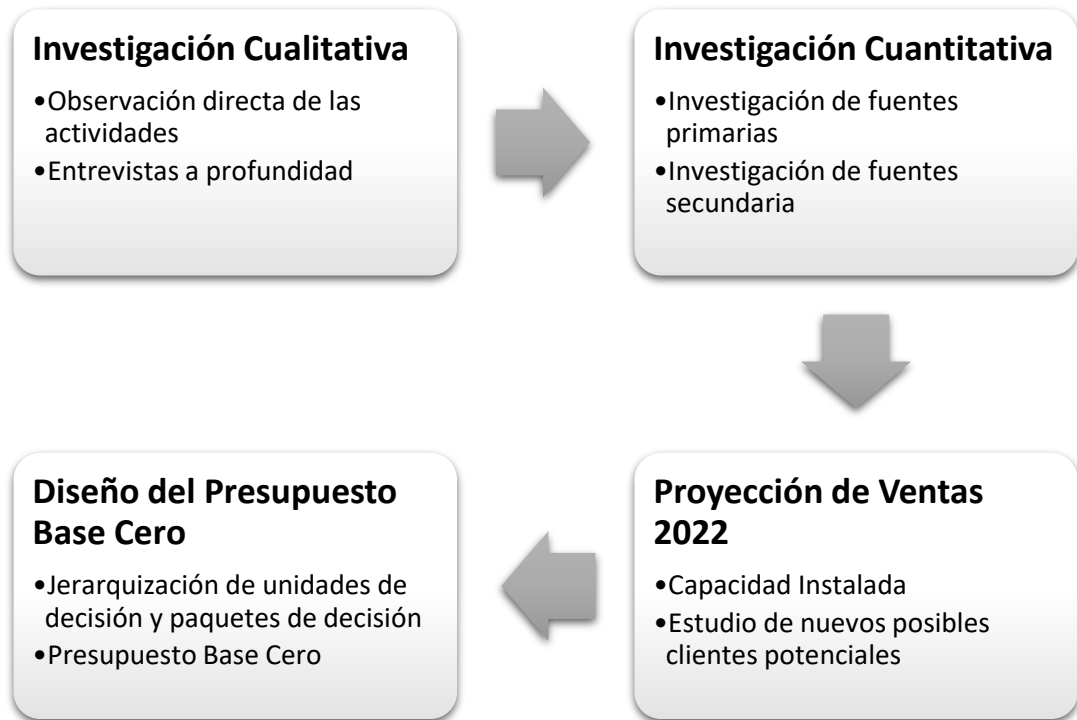 Investigación Cualitativa
•Observación directa de las
actividades
•Entrevistas a profundidad
Investigación Cuantitativa
•Investigación de fuentes
primarias
•Investigación de fuentes
secundaria
Proyección de Ventas
2022
•Capacidad Instalada
•Estudio de nuevos posibles
clientes potenciales
Diseño del Presupuesto
Base Cero
•Jerarquización de unidades de
decisión y paquetes de decisión
•Presupuesto Base Cero